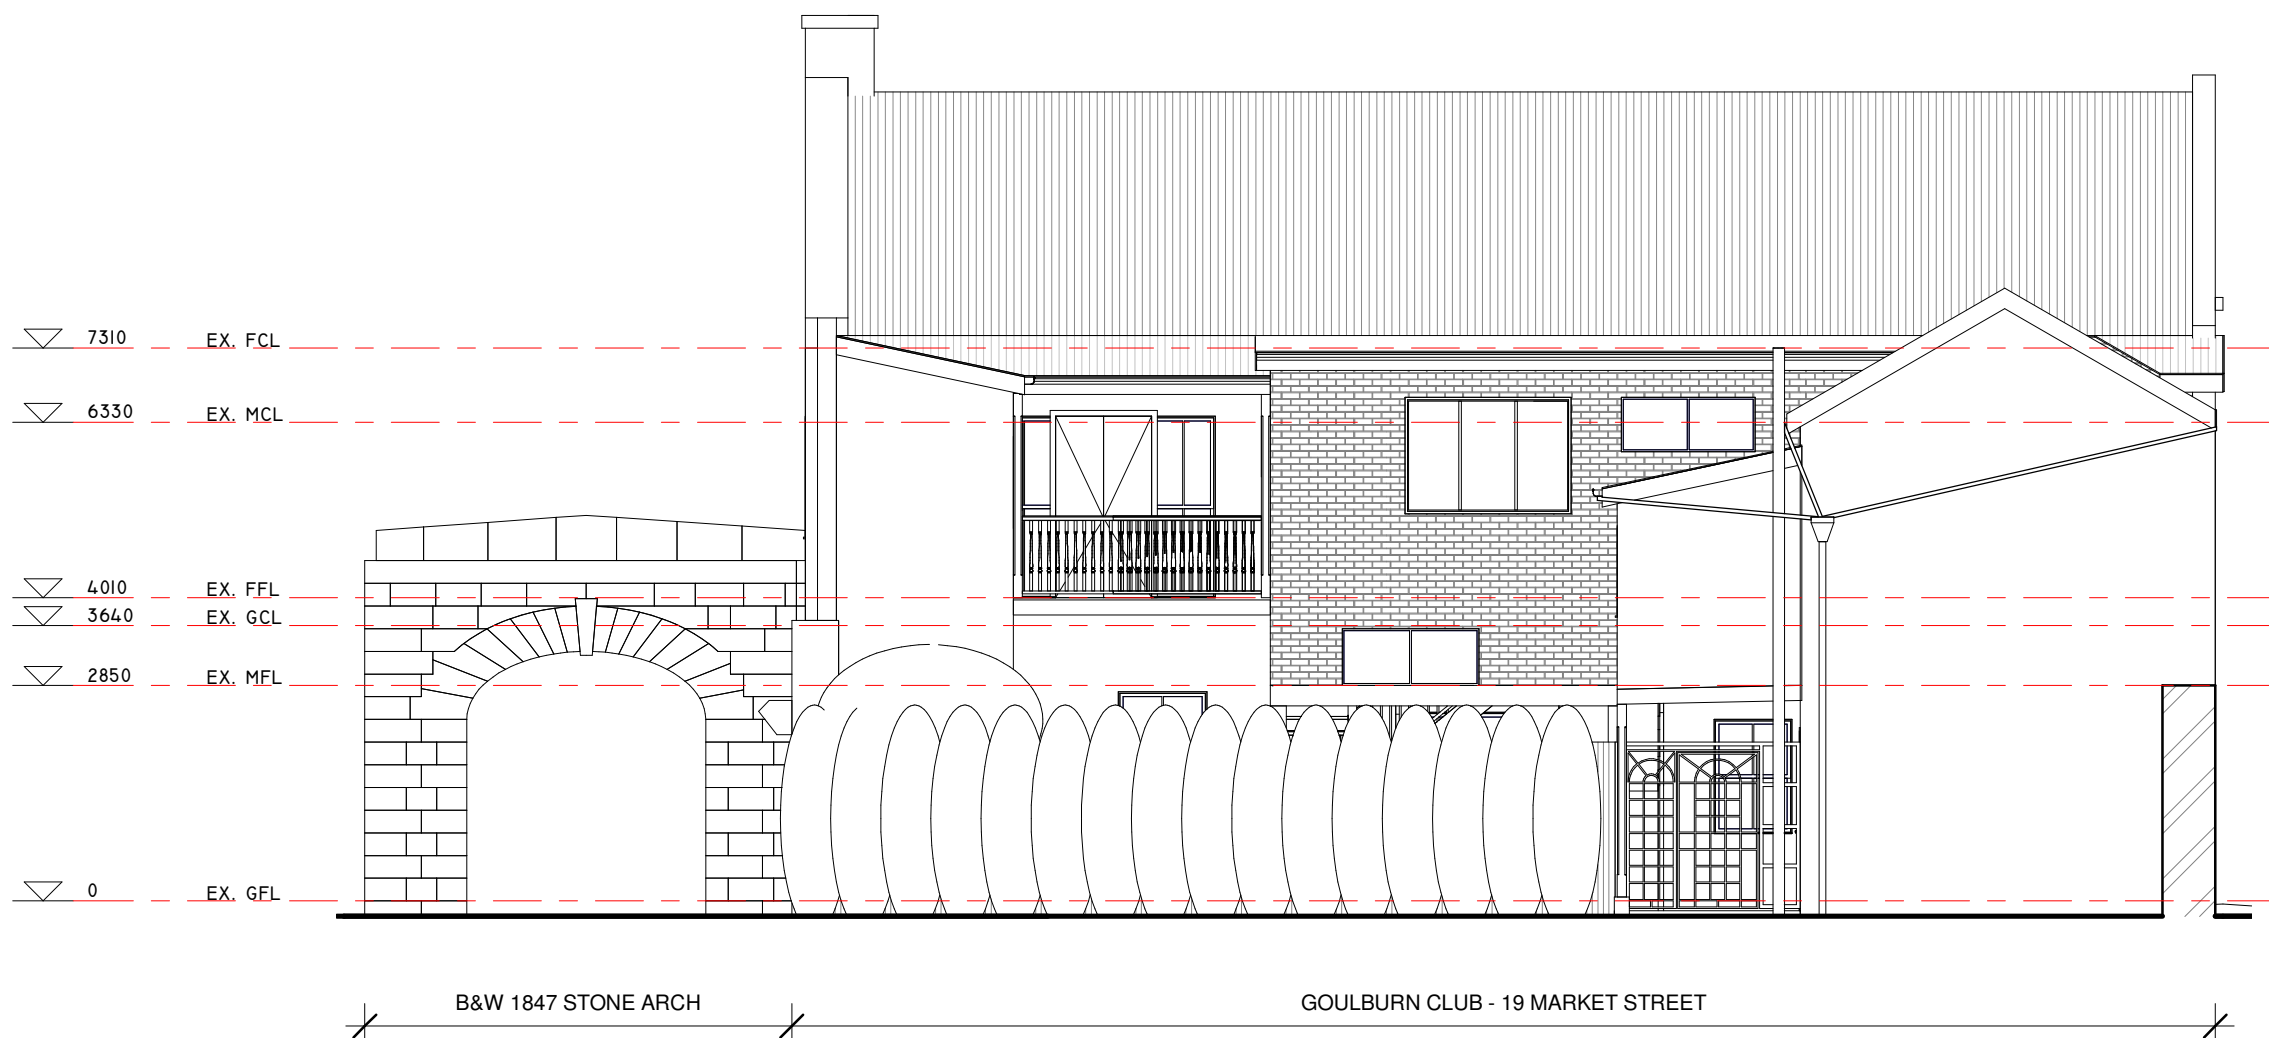 7310 EX. FCL
6330 EX. MCL
4010 EX. FFL
3640 EX. GCL
2850 EX. MFL
0 EX. GFL
B&W 1847 STONE ARCH
GOULBURN CLUB - 19 MARKET STREET